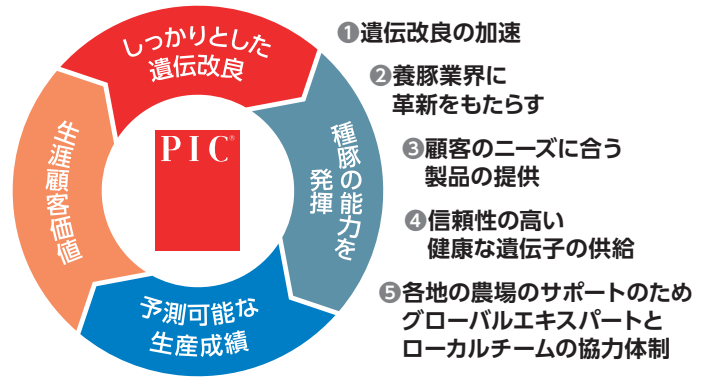 しっかりとした
遺伝改良
種豚の能力を
発揮
予測可能な
生産成績
生涯顧客価値
PIC®
❶遺伝改良の加速
❷養豚業界に
革新をもたらす
❸顧客のニーズに合う
製品の提供
❹信頼性の高い
健康な遺伝子の供給
❺各地の農場のサポートのため
グローバルエキスパートと
ローカルチームの協力体制